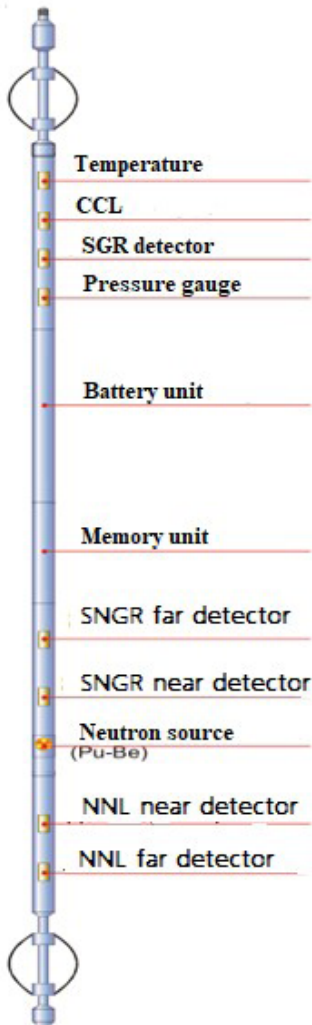 Temperature
CCL
SGR detector
Pressure gauge
Battery unit
Memory unit
SNGR far detector
SNGR near detector
Neutron source
(Pu-Be)
NNL near detector
NNL far detector